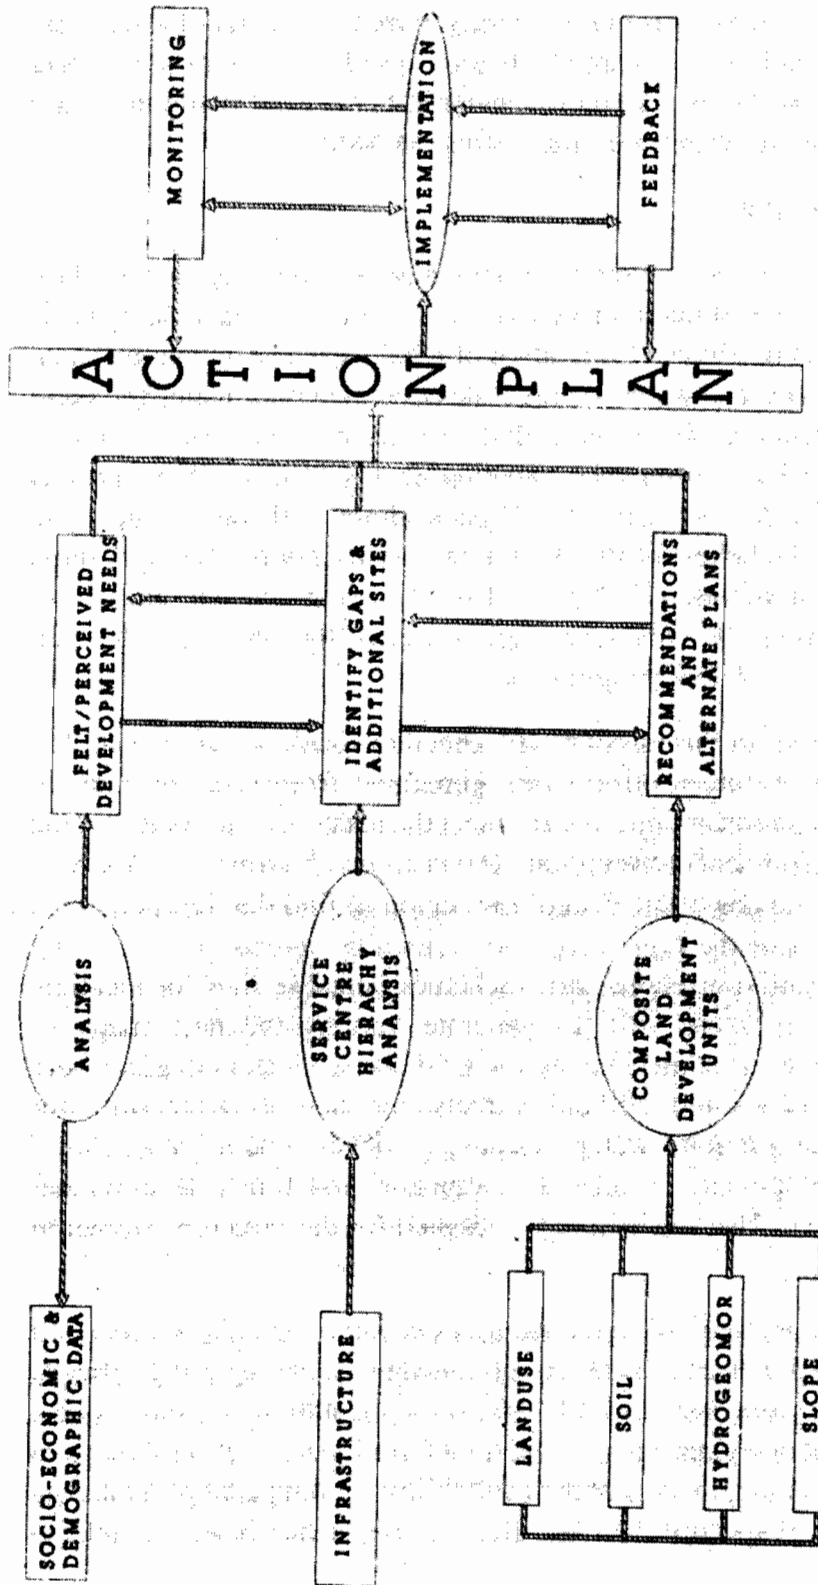 SOCIO-ECONOMIC &
DEMOGRAPHIC DATA
ANALYSIS
FELT/PERCEIVED
DEVELOPMENT NEEDS
INFRASTRUCTURE
SERVICE
CENTRE
HIERACHY
ANALYSIS
IDENTIFY GAPS &
ADDITIONAL SITES
LANDUSE
SOIL
HYDROGEOMOR
SLOPE
COMPOSITE
LAND
DEVELOPMENT
UNITS
RECOMMENDATIONS
AND
ALTERNATE PLANS
ACTION PLAN
MONITORING
IMPLEMENTATION
FEEDBACK